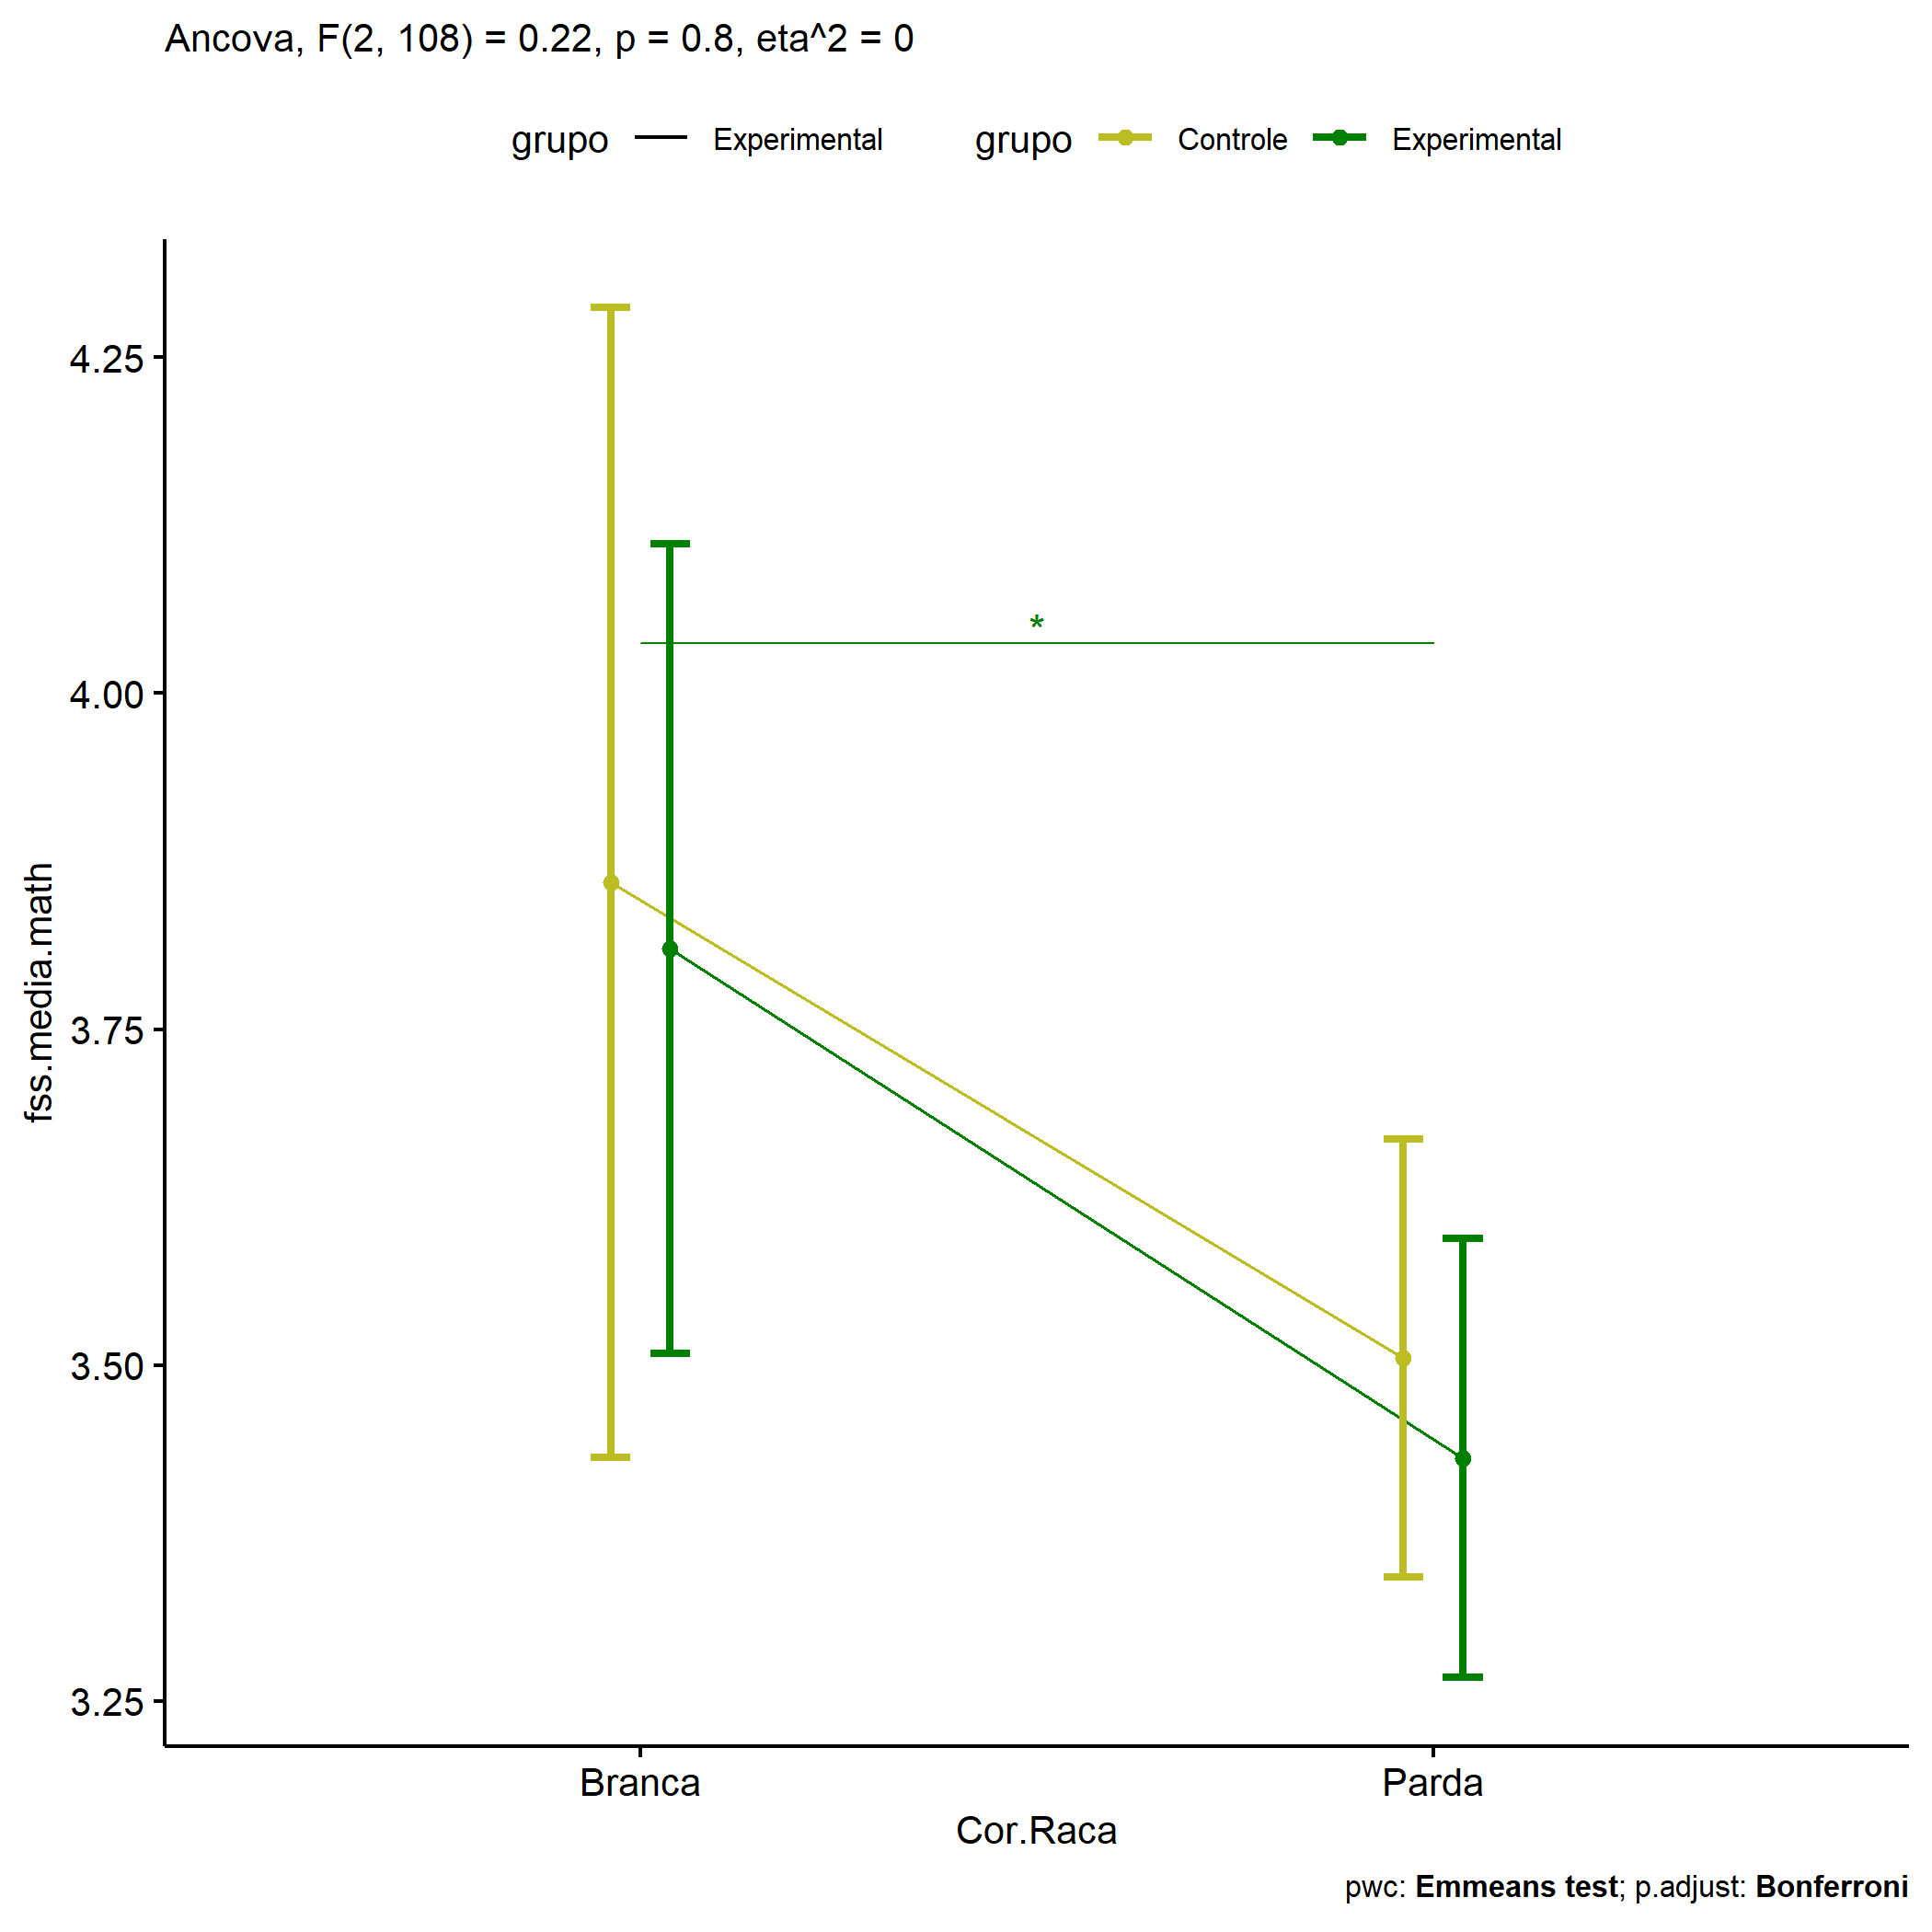 Ancova, F(2, 108) = 0.22, p = 0.8, eta^2 = 0
grupo Experimental grupo Controle Experimental
4.25
*
4.00
fss.media.math
3.75
3.50
3.25
Branca Parda
Cor.Raca
pwc: Emmeans test; p.adjust: Bonferroni